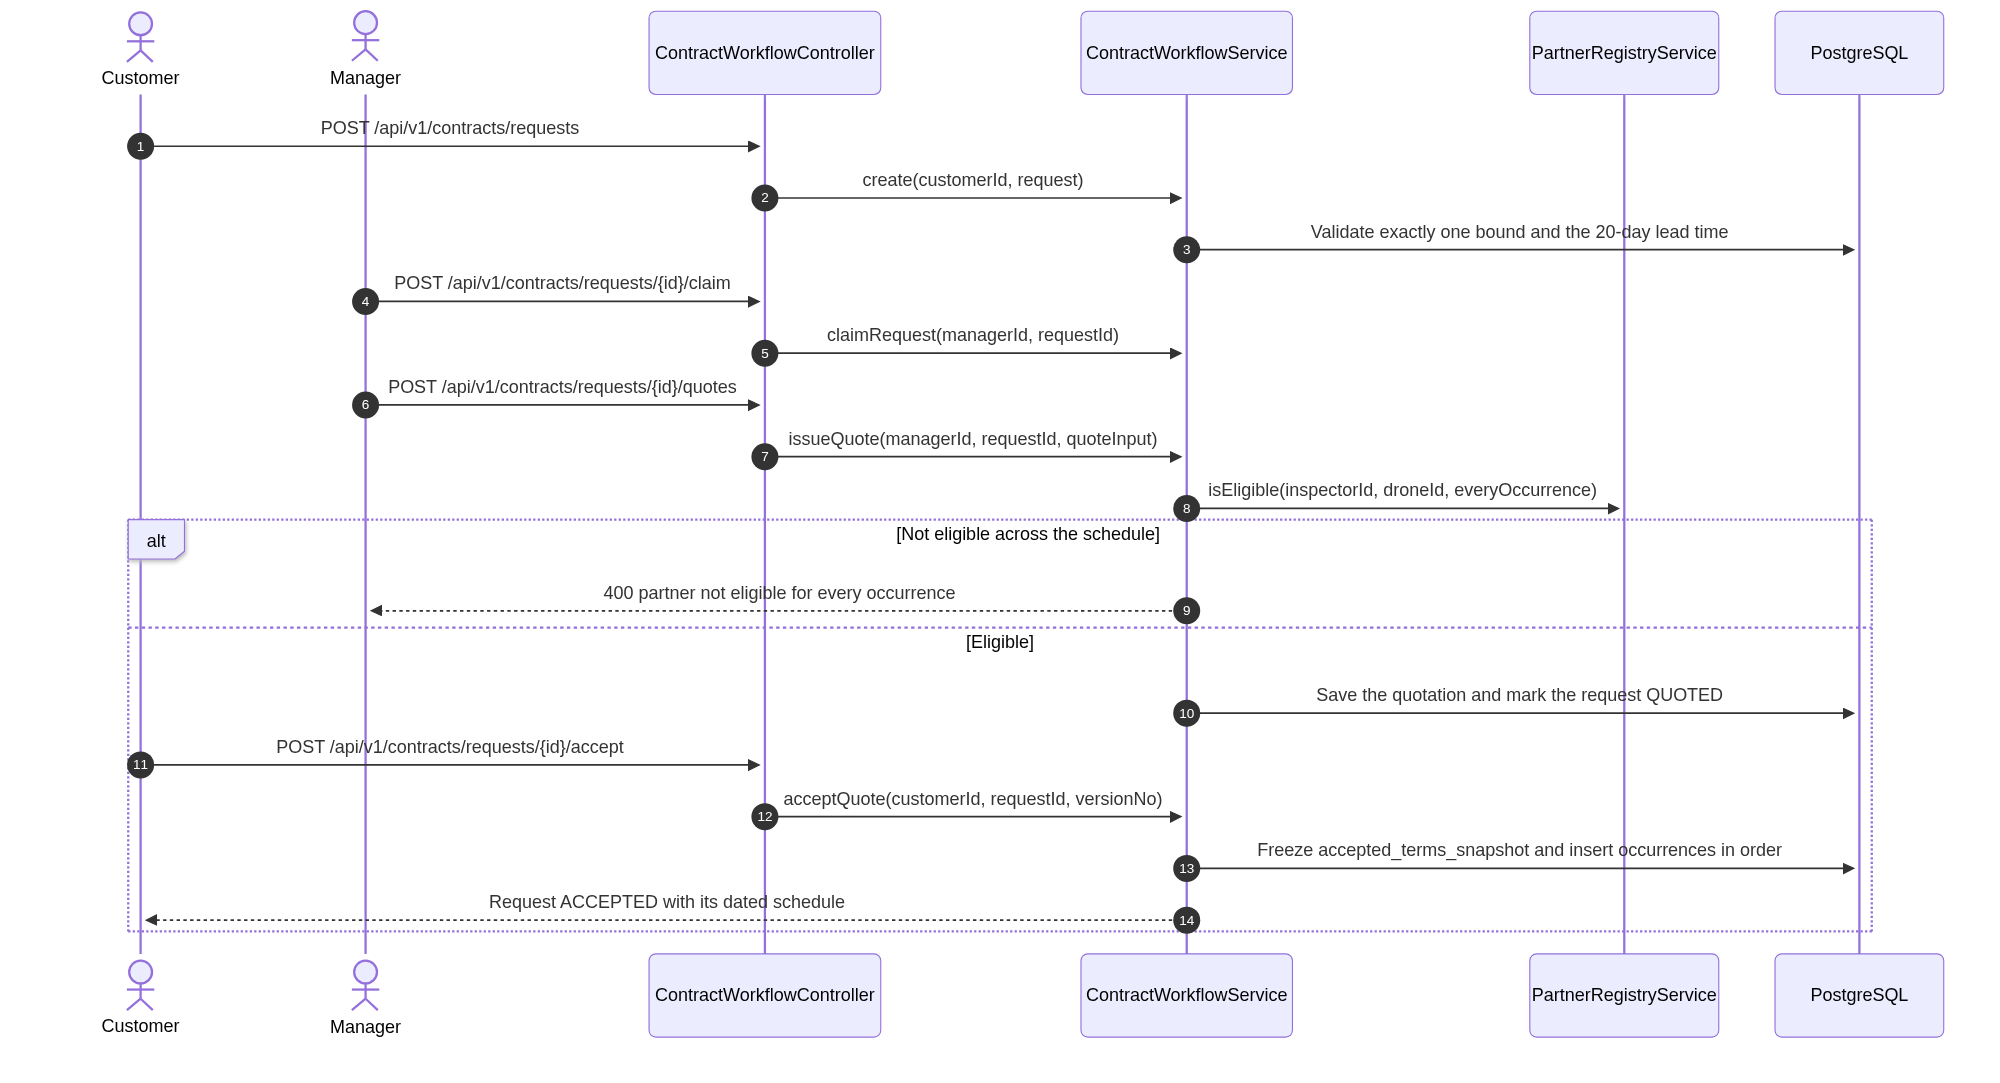 Customer
Manager
ContractWorkflowController
ContractWorkflowService
PartnerRegistryService
PostgreSQL
POST /api/v1/contracts/requests
1
create(customerId, request)
2
Validate exactly one bound and the 20-day lead time
3
POST /api/v1/contracts/requests/{id}/claim
4
claimRequest(managerId, requestId)
5
POST /api/v1/contracts/requests/{id}/quotes
6
issueQuote(managerId, requestId, quoteInput)
7
isEligible(inspectorId, droneId, everyOccurrence)
8
alt
[Not eligible across the schedule]
400 partner not eligible for every occurrence
9
[Eligible]
Save the quotation and mark the request QUOTED
10
POST /api/v1/contracts/requests/{id}/accept
11
acceptQuote(customerId, requestId, versionNo)
12
Freeze accepted_terms_snapshot and insert occurrences in order
13
Request ACCEPTED with its dated schedule
14
Customer
Manager
ContractWorkflowController
ContractWorkflowService
PartnerRegistryService
PostgreSQL